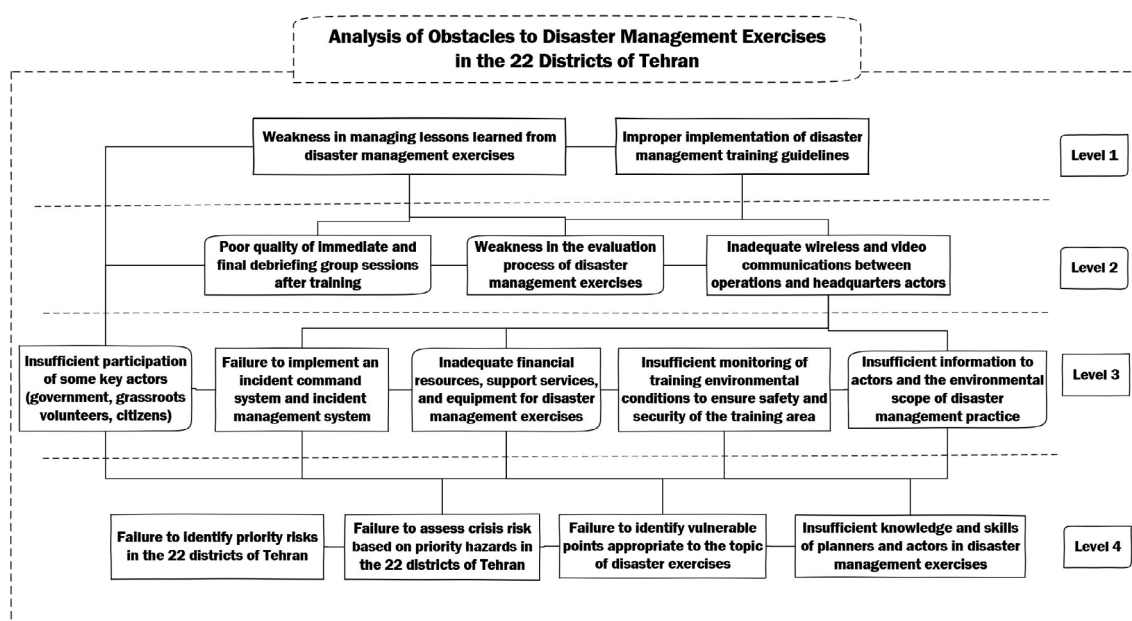 Analysis of Obstacles to Disaster Management Exercises
in the 22 Districts of Tehran
Weakness in managing lessons learned from
disaster management exercises
Improper implementation of disaster
management training guidelines
Level 1
Poor quality of immediate and
final debriefing group sessions
after training
Weakness in the evaluation
process of disaster
management exercises
Inadequate wireless and video
communications between
operations and headquarters actors
Level 2
Insufficient participation
of some key actors
(government, grassroots
volunteers, citizens)
Failure to implement an
incident command
system and incident
management system
Inadequate financial
resources, support services,
and equipment for disaster
management exercises
Insufficient monitoring of
training environmental
conditions to ensure safety and
security of the training area
Insufficient information to
actors and the environmental
scope of disaster
management practice
Level 3
Failure to identify priority risks
in the 22 districts of Tehran
Failure to assess crisis risk
based on priority hazards in
the 22 districts of Tehran
Failure to identify vulnerable
points appropriate to the topic
of disaster exercises
Insufficient knowledge and skills
of planners and actors in disaster
management exercises
Level 4